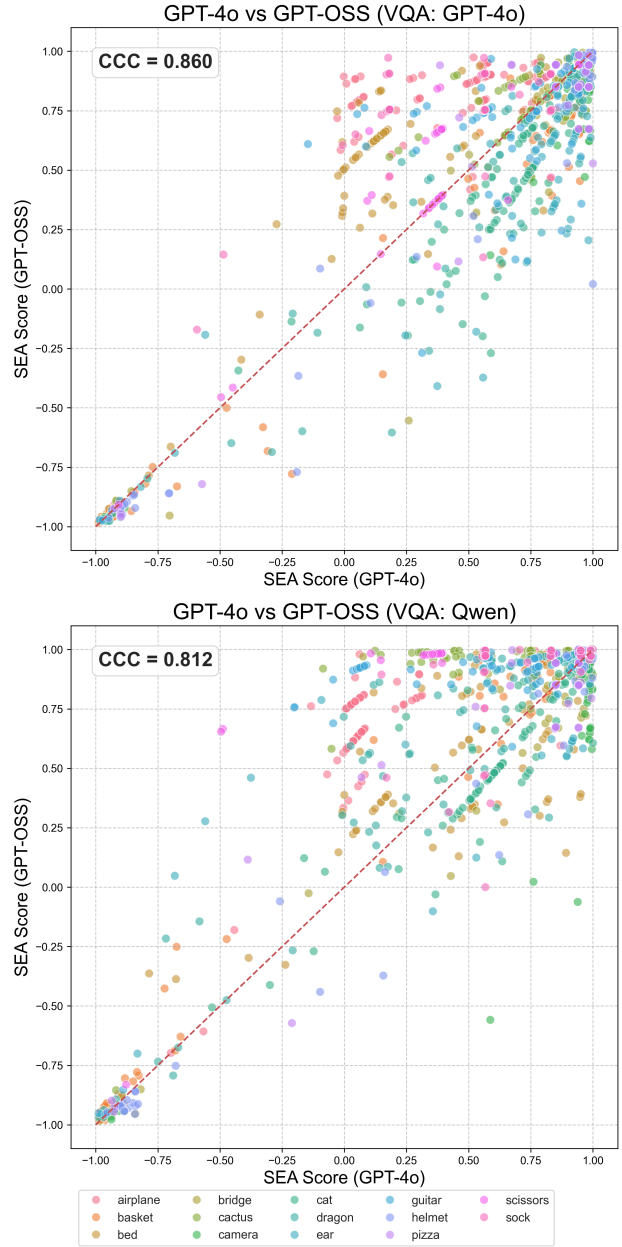 GPT-4o vs GPT-OSS (VQA: GPT-4o)
CCC = 0.860
1.00
0.75
0.50
0.25
0.00
−0.25
−0.50
−0.75
−1.00
SEA Score (GPT-OSS)
−1.00 −0.75 −0.50 −0.25 0.00 0.25 0.50 0.75 1.00
SEA Score (GPT-4o)
GPT-4o vs GPT-OSS (VQA: Qwen)
CCC = 0.812
1.00
0.75
0.50
0.25
0.00
−0.25
−0.50
−0.75
−1.00
SEA Score (GPT-OSS)
−1.00 −0.75 −0.50 −0.25 0.00 0.25 0.50 0.75 1.00
SEA Score (GPT-4o)
airplane bridge cat guitar scissors
basket cactus dragon helmet sock
bed camera ear pizza